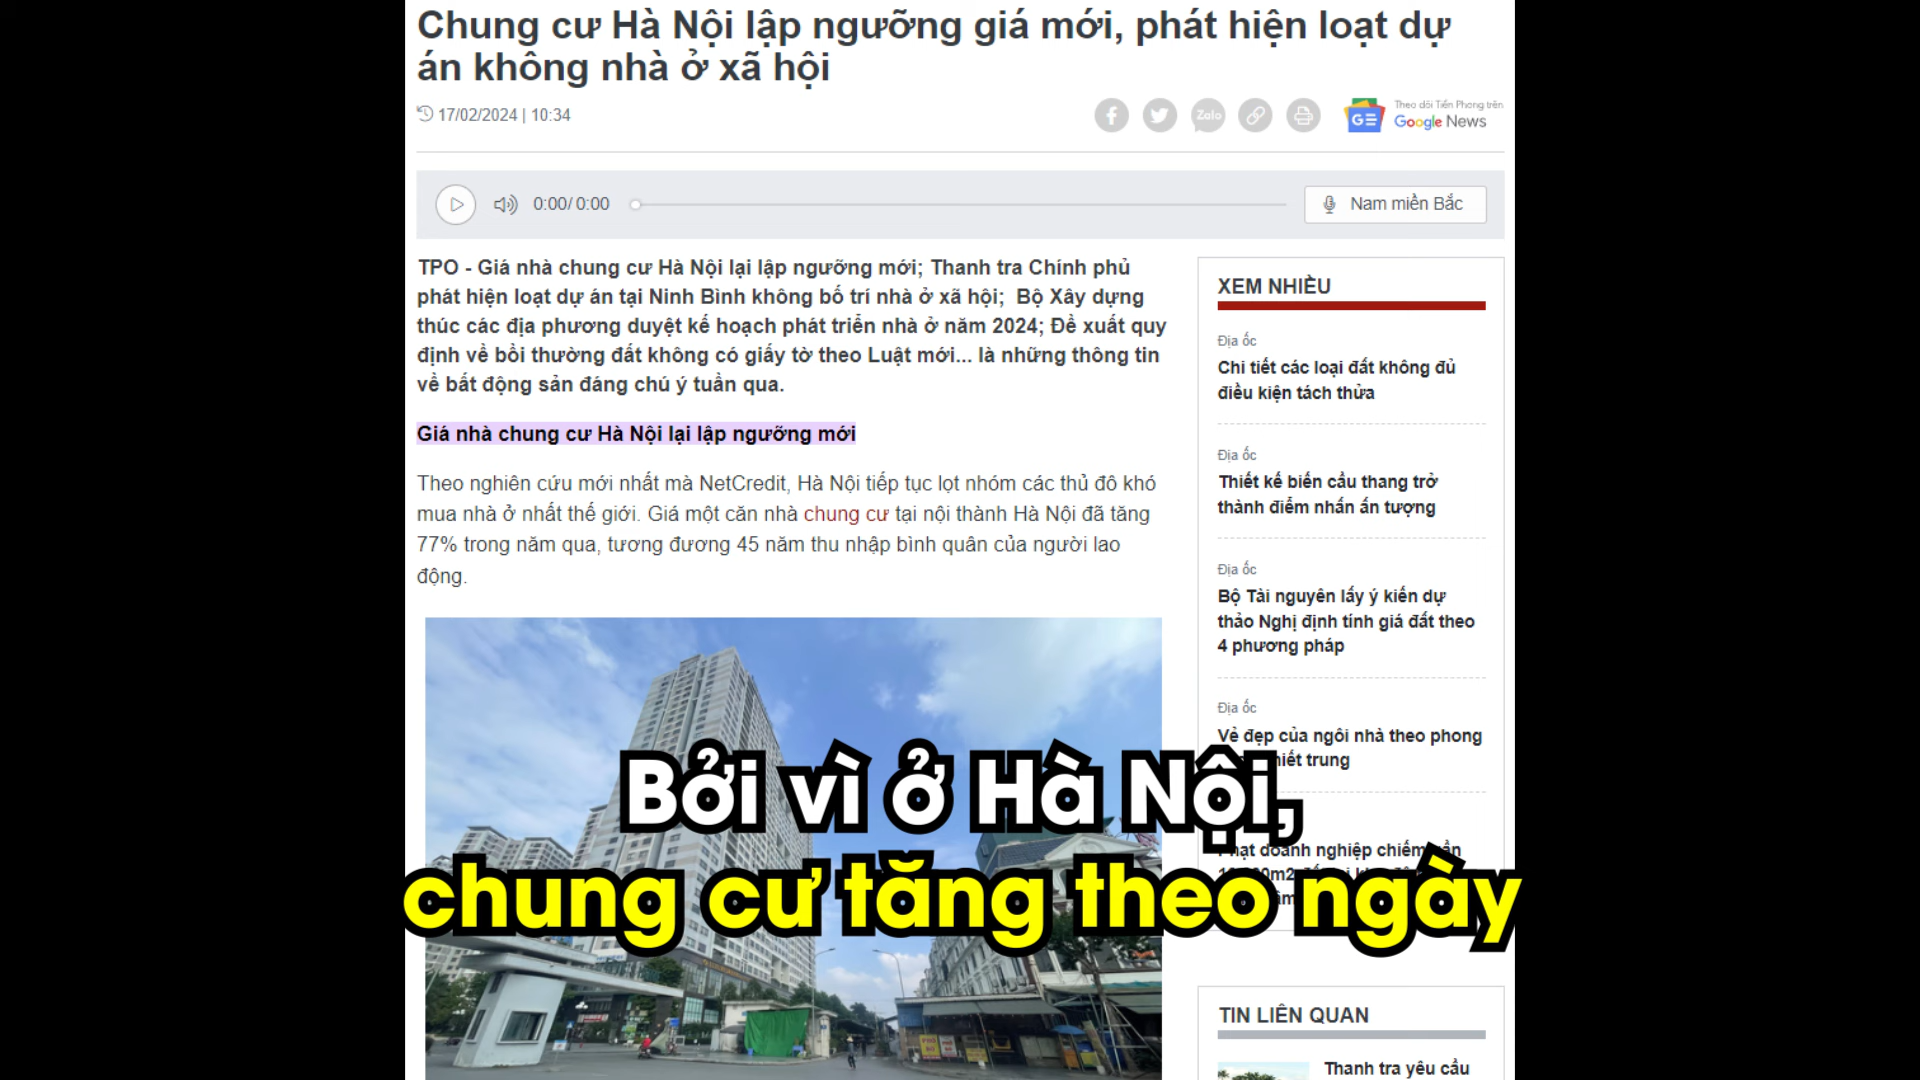 Chung cư Hà Nội lập ngưỡng giá mới, phát hiện loạt dự
án không nhà ở xã hội
17/02/2024 | 10:34
Zalo
Theo dõi Tiền Phong trên
GE
Google News
0:00/ 0:00
Nam miền Bắc
TPO - Giá nhà chung cư Hà Nội lại lập ngưỡng mới; Thanh tra Chính phủ
phát hiện loạt dự án tại Ninh Bình không bố trí nhà ở xã hội; Bộ Xây dựng
thúc các địa phương duyệt kế hoạch phát triển nhà ở năm 2024; Đề xuất quy
định về bồi thường đất không có giấy tờ theo Luật mới... là những thông tin
về bất động sản đáng chú ý tuần qua.
Giá nhà chung cư Hà Nội lại lập ngưỡng mới
Theo nghiên cứu mới nhất mà NetCredit, Hà Nội tiếp tục lọt nhóm các thủ đô khó
mua nhà ở nhất thế giới. Giá một căn nhà chung cư tại nội thành Hà Nội đã tăng
77% trong năm qua, tương đương 45 năm thu nhập bình quân của người lao
động.
XEM NHIỀU
Địa ốc
Chi tiết các loại đất không đủ
điều kiện tách thửa
Địa ốc
Thiết kế biến cầu thang trở
thành điểm nhấn ấn tượng
Địa ốc
Bộ Tài nguyên lấy ý kiến dự
thảo Nghị định tính giá đất theo
4 phương pháp
Địa ốc
Vẻ đẹp của ngôi nhà theo phong
trung
doanh nghiệp chiếm
Bởi vì ở Hà Nội,
chung cư tăng theo ngày
TIN LIÊN QUAN
Thanh tra yêu cầu